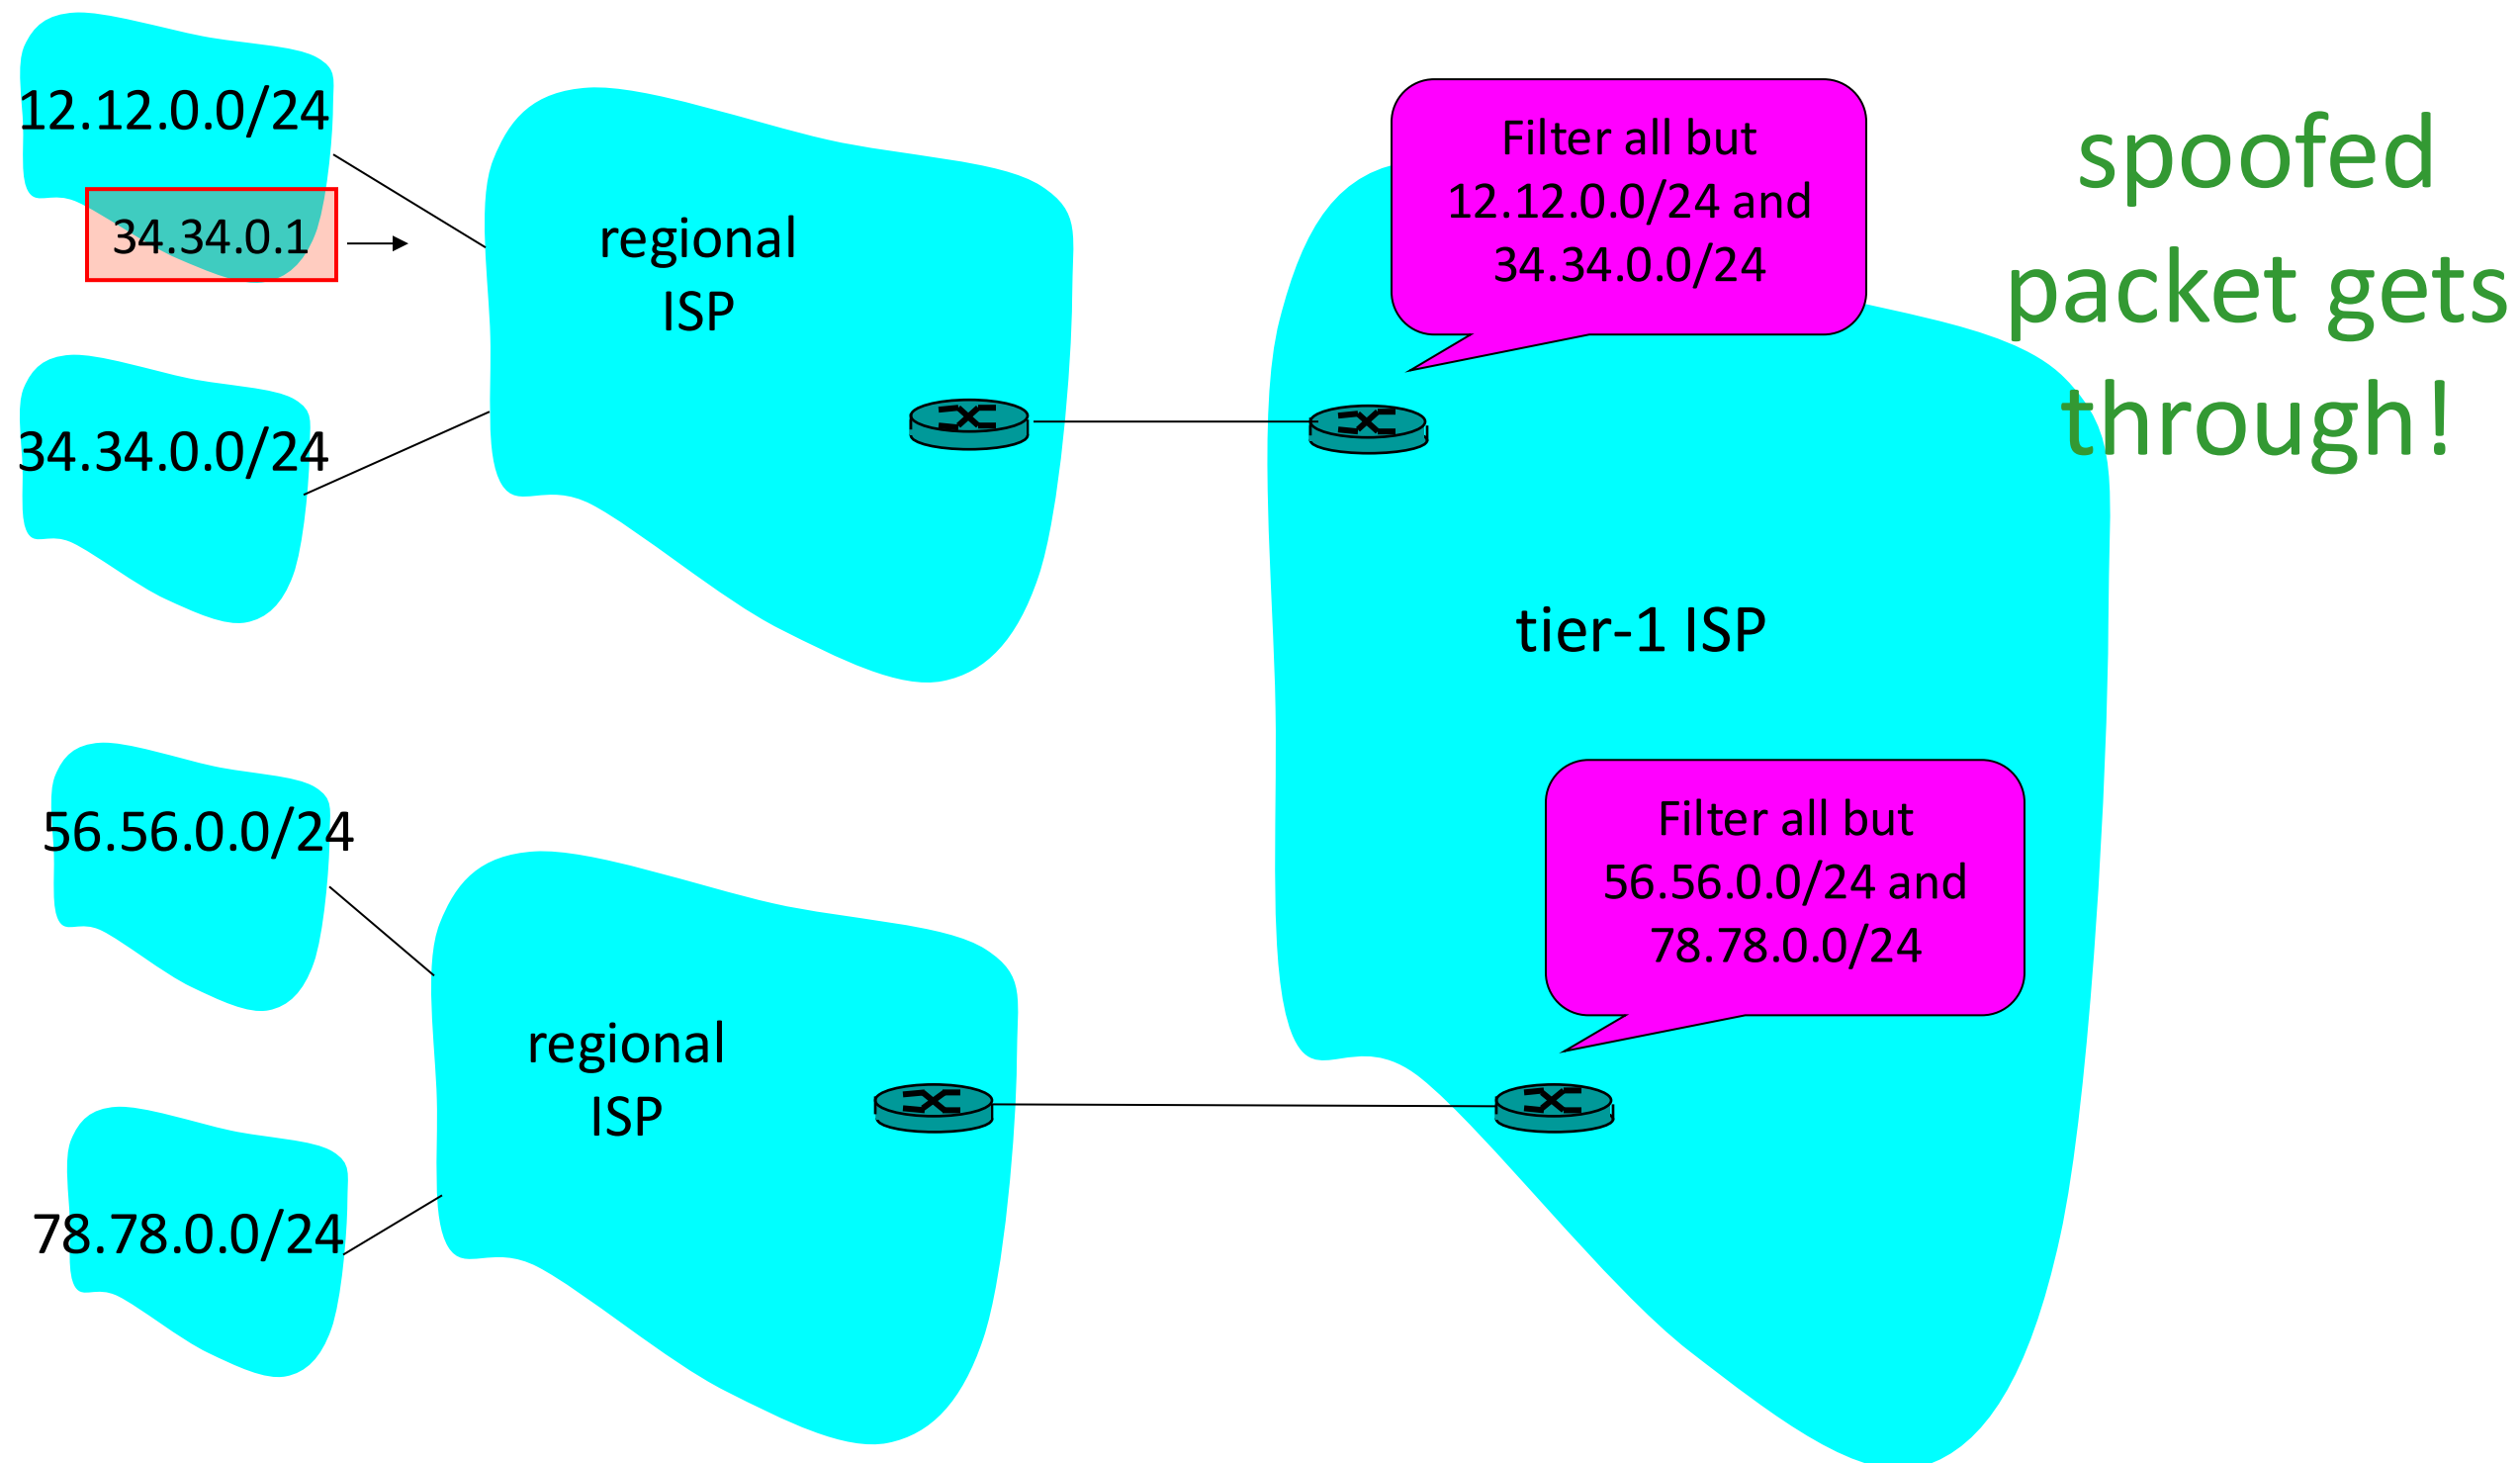 12.12.0.0/24
34.34.0.1
34.34.0.0/24
regional
ISP
Filter all but
12.12.0.0/24 and
34.34.0.0/24
spoofed
packet gets
through!
tier-1 ISP
56.56.0.0/24
78.78.0.0/24
regional
ISP
Filter all but
56.56.0.0/24 and
78.78.0.0/24